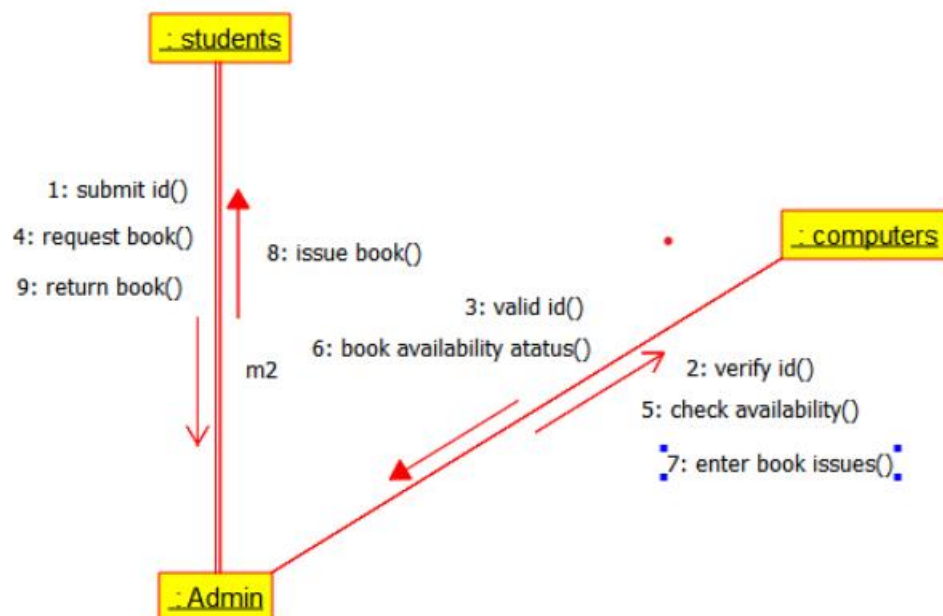 : students
1: submit id()
4: request book()
8: issue book()
: computers
9: return book()
3: valid id()
6: book availability atatus()
m2
2: verify id()
5: check availability()
7: enter book issues()
: Admin